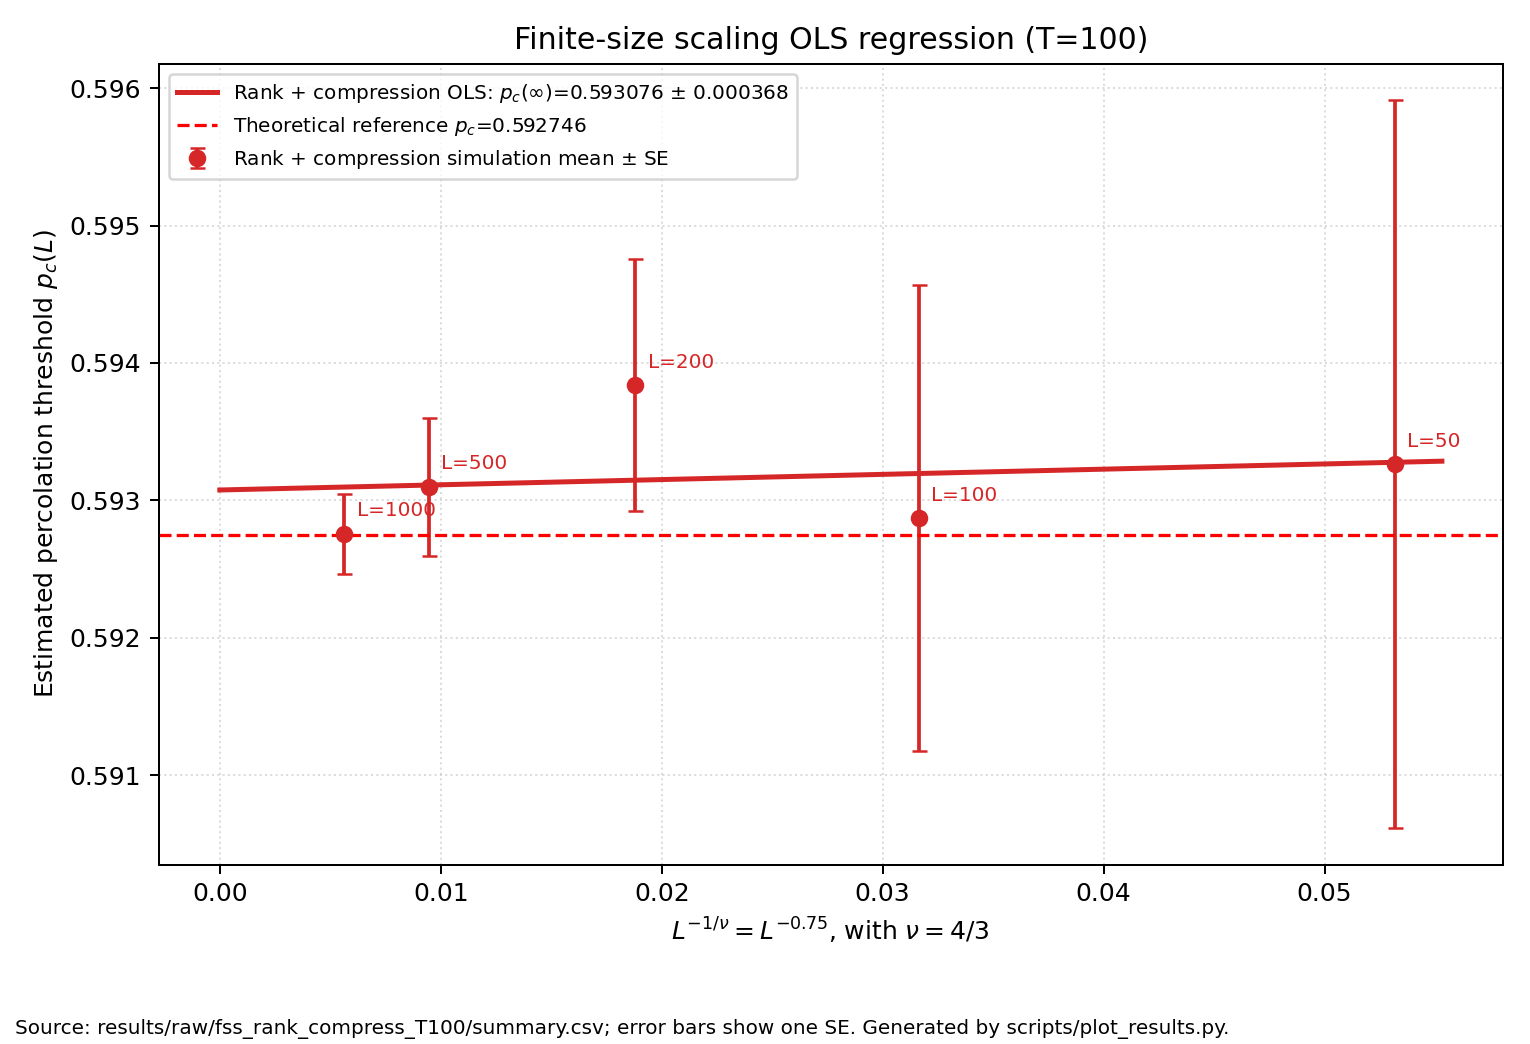 Finite-size scaling OLS regression (T=100)
Rank + compression OLS: p_c(∞)=0.593076 ± 0.000368
Theoretical reference p_c=0.592746
Rank + compression simulation mean ± SE
Estimated percolation threshold p_c(L)
0.596
0.595
0.594
0.593
0.592
0.591
L=1000
L=500
L=200
L=100
L=50
0.00 0.01 0.02 0.03 0.04 0.05
L^{-1/ν} = L^{-0.75}, with ν = 4/3
Source: results/raw/fss_rank_compress_T100/summary.csv; error bars show one SE. Generated by scripts/plot_results.py.